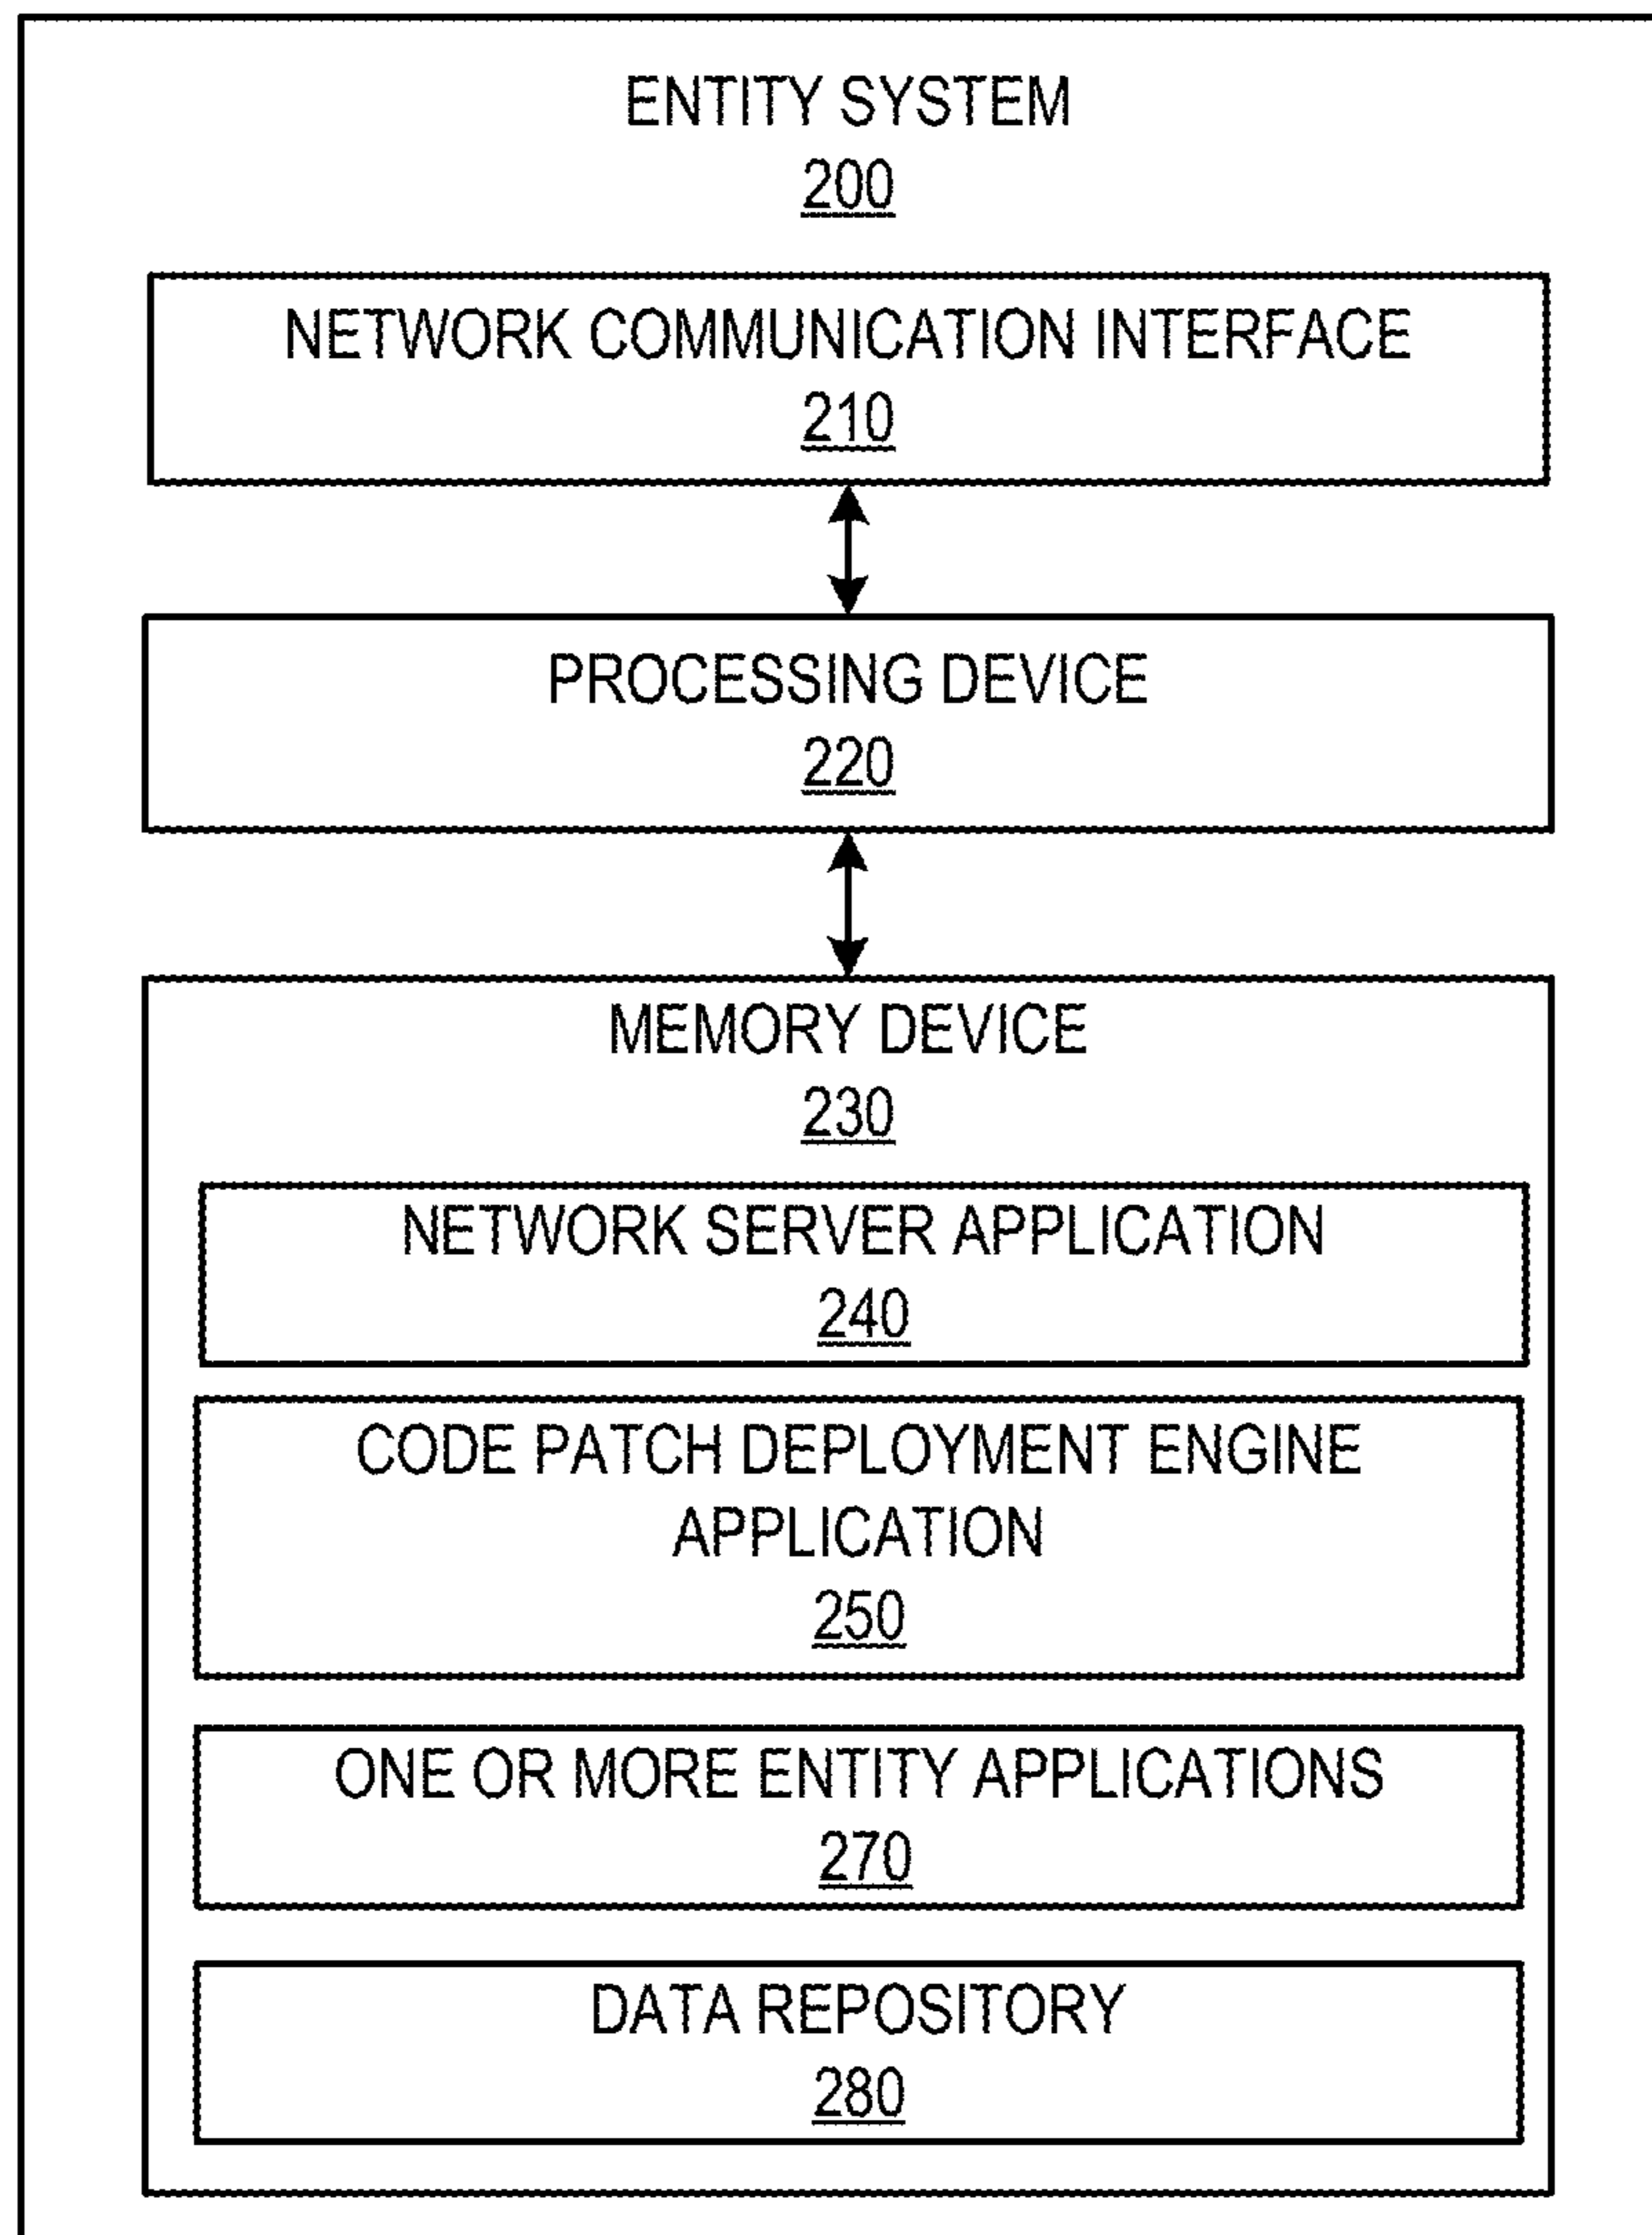 ENTITY SYSTEM
200
NETWORK COMMUNICATION INTERFACE
210
PROCESSING DEVICE
220
MEMORY DEVICE
230
NETWORK SERVER APPLICATION
240
CODE PATCH DEPLOYMENT ENGINE
APPLICATION
250
ONE OR MORE ENTITY APPLICATIONS
270
DATA REPOSITORY
280